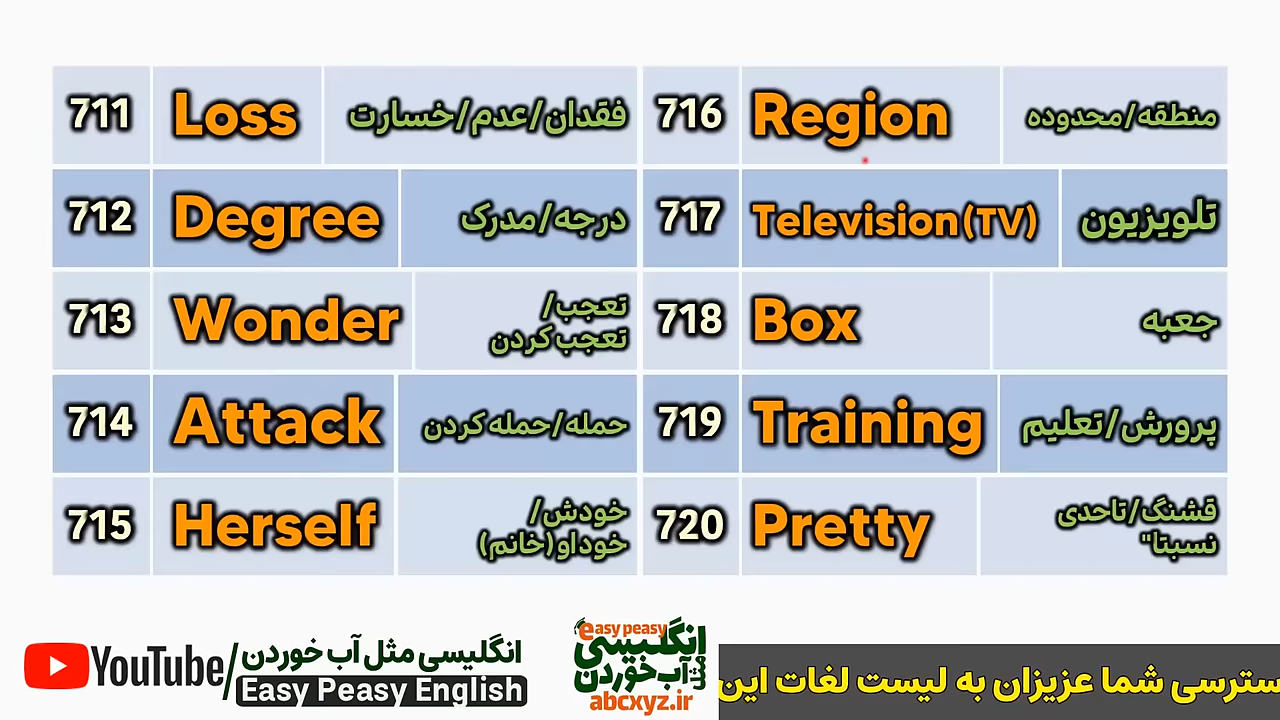 711 Loss فقدان/عدم/خسارت
712 Degree درجه/مدرک
713 Wonder تعجب/
تعجب کردن
714 Attack حمله/حمله کردن
715 Herself خودش/
خوداو(خانم)
716 Region منطقه/محدوده
717 Television(TV) تلویزیون
718 Box جعبه
719 Training پرورش/تعلیم
720 Pretty قشنگ/تاحدی
نسبتا"
YouTube/انگلیسی مثل آب خوردن
Easy Peasy English
easy peasy
انگلیسی
مثل آب خوردن
abcxyz.ir
شما عزیزان به لیست لغات این